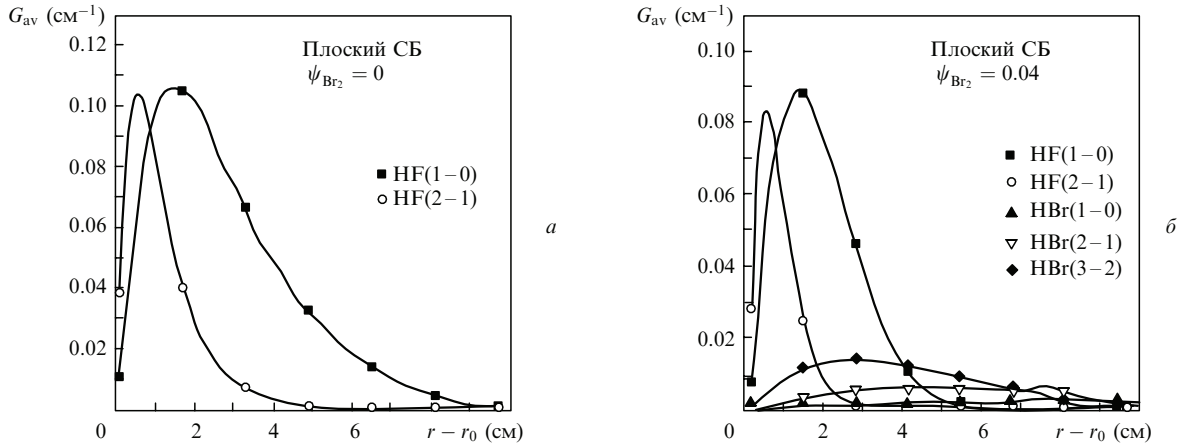 G_av (см⁻¹)
0.12
0.10
0.08
0.06
0.04
0.02
0
2
4
6
r − r₀ (см)
Плоский СБ
ψ_Br₂ = 0
HF(1−0)
HF(2−1)
а
G_av (см⁻¹)
0.10
0.08
0.06
0.04
0.02
0
2
4
6
r − r₀ (см)
Плоский СБ
ψ_Br₂ = 0.04
HF(1−0)
HF(2−1)
HBr(1−0)
HBr(2−1)
HBr(3−2)
б